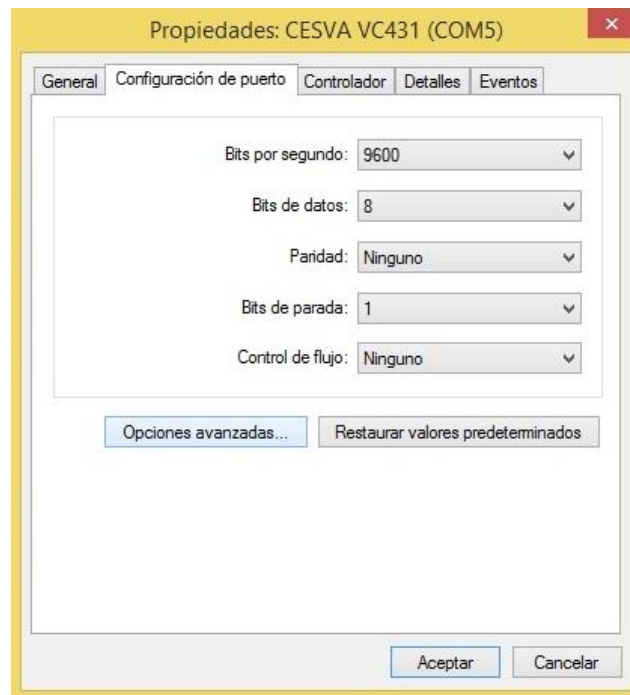 Propiedades: CESVA VC431 (COM5)
General Configuración de puerto Controlador Detalles Eventos
Bits por segundo: 9600
Bits de datos: 8
Paridad: Ninguno
Bits de parada: 1
Control de flujo: Ninguno
Opciones avanzadas... Restaurar valores predeterminados
Aceptar Cancelar